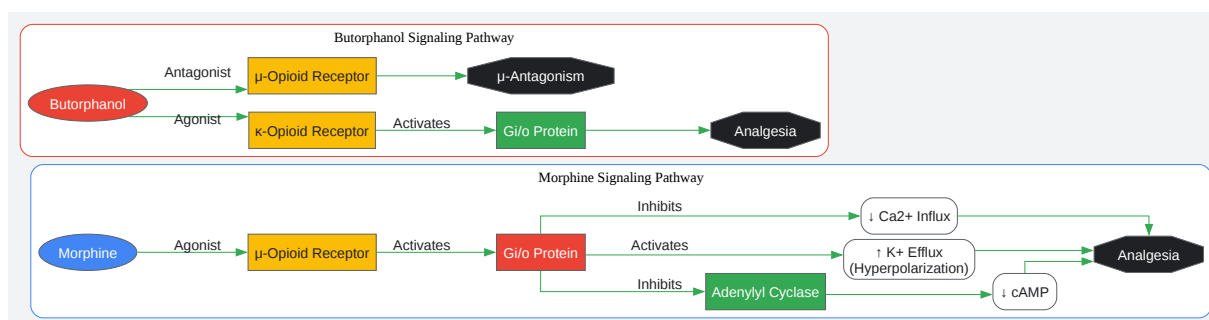 Butorphanol Signaling Pathway
Antagonist
μ-Opioid Receptor
μ-Antagonism
Butorphanol
Agonist
κ-Opioid Receptor
Activates
Gi/o Protein
Analgesia
Morphine Signaling Pathway
Inhibits
↓ Ca2+ Influx
Morphine
Agonist
μ-Opioid Receptor
Activates
Gi/o Protein
Activates
↑ K+ Efflux
(Hyperpolarization)
Analgesia
Inhibits
Adenylyl Cyclase
↓ cAMP